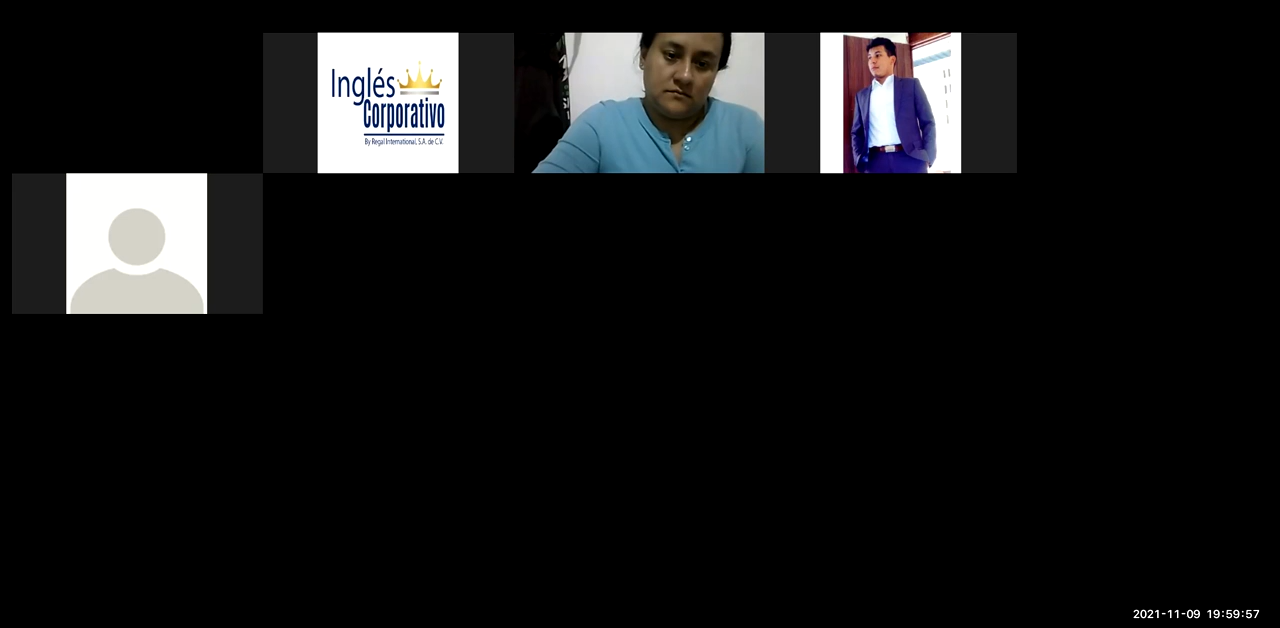 Inglés
Corporativo
By Regal International, S.A. de C.V.
2021-11-09 19:59:57